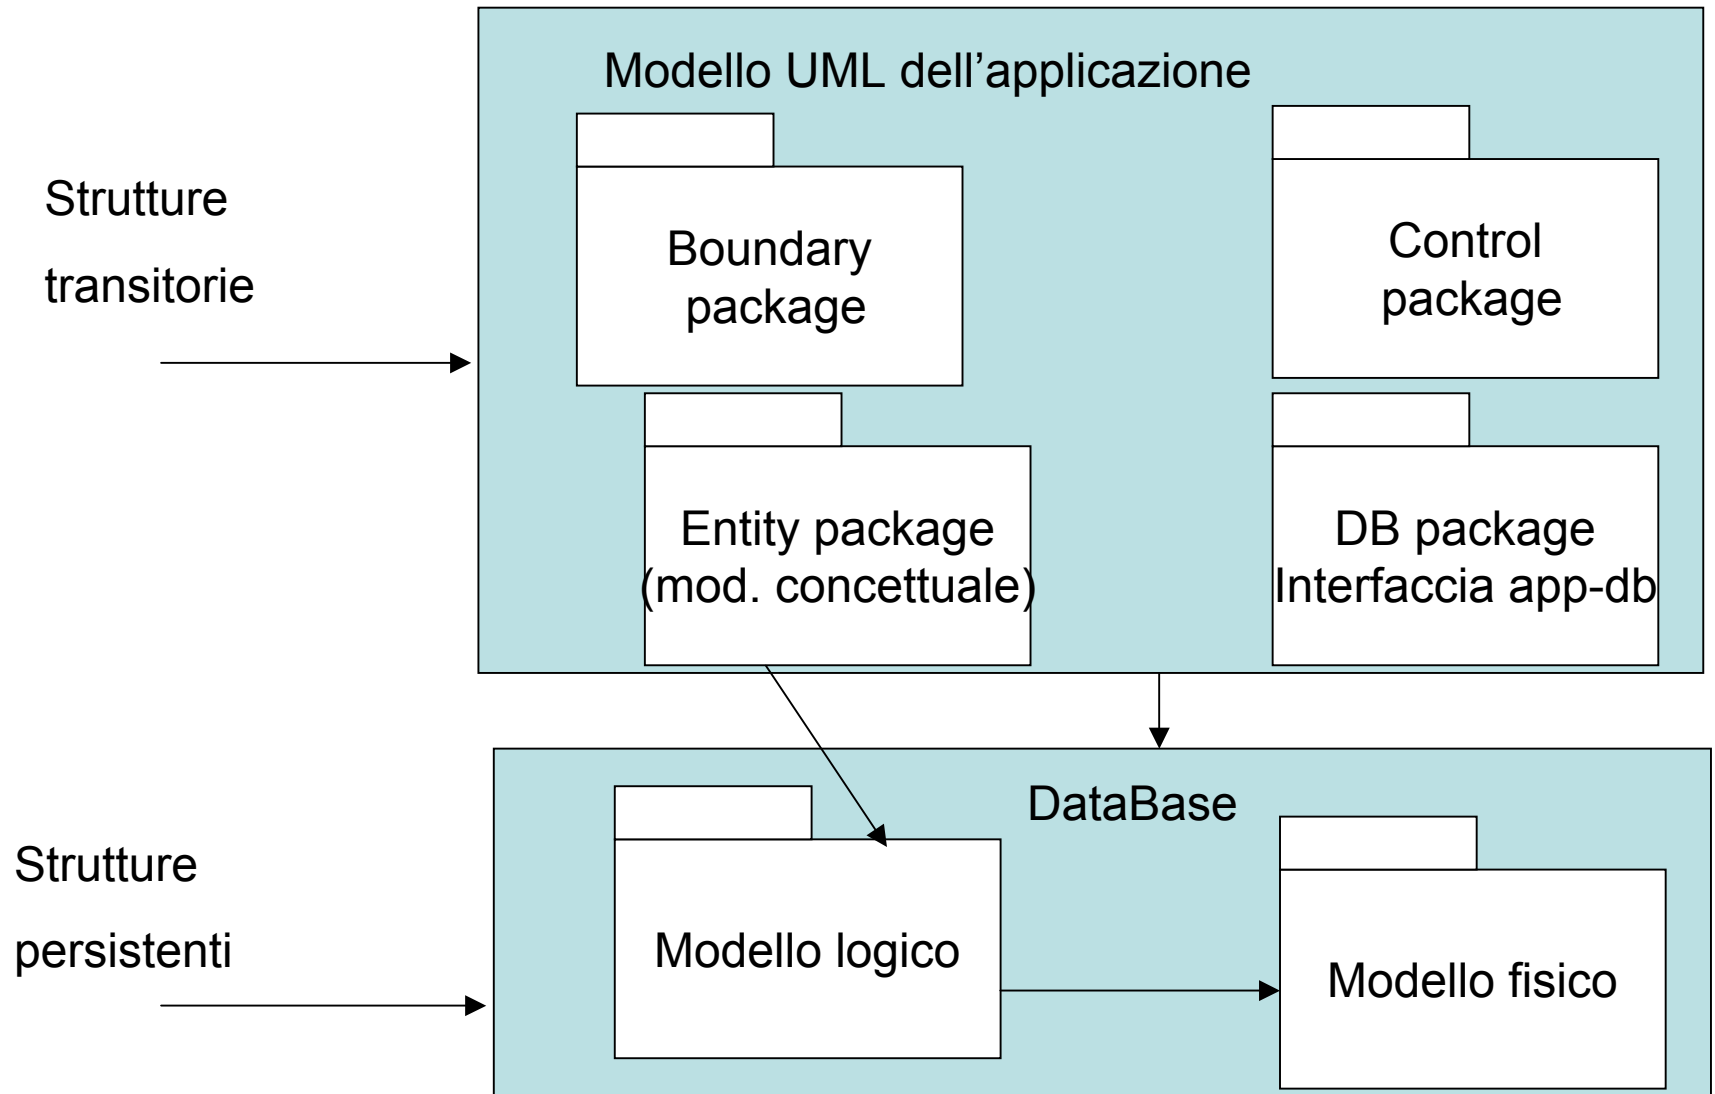 Modello UML dell’applicazione
Strutture
transitorie
Boundary
package
Control
package
Entity package
(mod. concettuale)
DB package
Interfaccia app-db
DataBase
Strutture
persistenti
Modello logico
Modello fisico